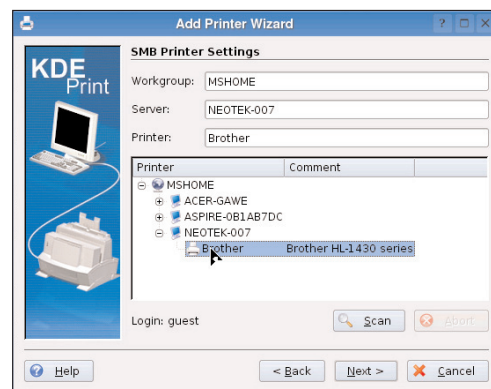 Add Printer Wizard
?
KDE
Print
SMB Printer Settings
Workgroup: MSHOME
Server: NEOTEK-007
Printer: Brother
Printer Comment
MSHOME
ACER-GAWE
ASPIRE-0B1AB7DC
NEOTEK-007
Brother Brother HL-1430 series
Login: guest Scan Abort
Help < Back Next > Cancel